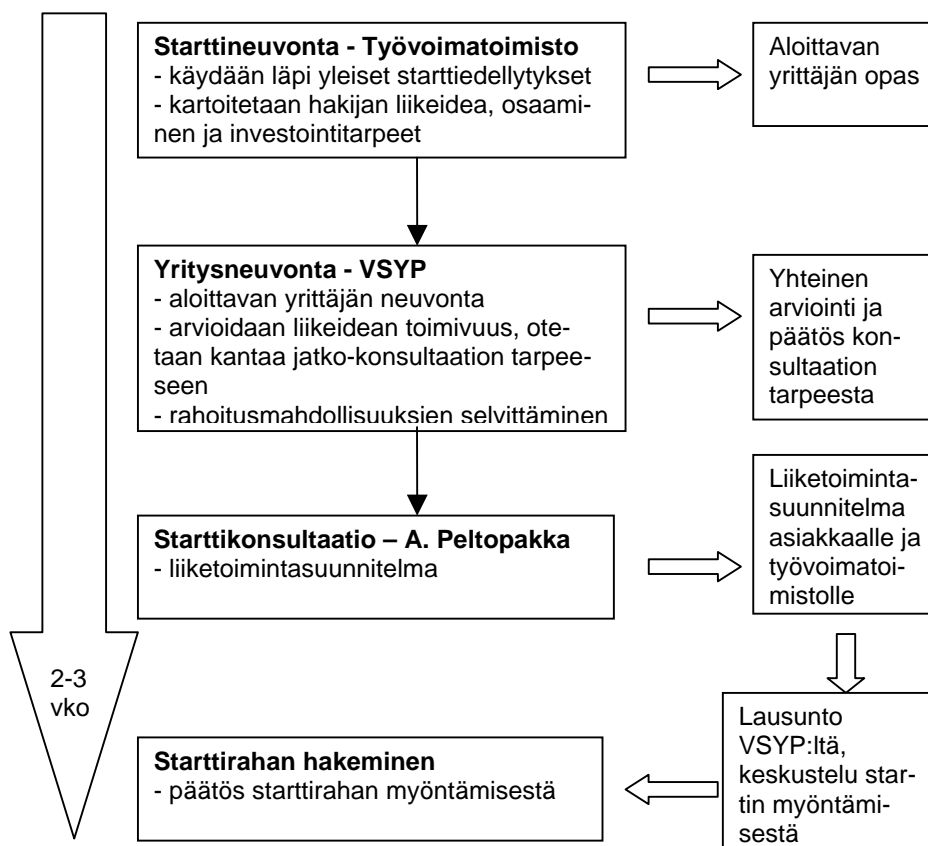 Starttineuvonta - Työvoimatoimisto
- käydään läpi yleiset starttiedellytykset
- kartoitetaan hakijan liikeidea, osaami-
nen ja investointitarpeet
Aloittavan
yrittäjän opas
Yritysneuvonta - VSYP
- aloittavan yrittäjän neuvonta
- arvioidaan liikeidean toimivuus, ote-
taan kantaa jatko-konsultaation tarpee-
seen
- rahoitusmahdollisuuksien selvittäminen
Yhteinen
arviointi ja
päätös kon-
sultaation
tarpeesta
Starttikonsultaatio – A. Peltopakka
- liiketoimintasuunnitelma
Liiketoiminta-
suunnitelma
asiakkaalle ja
työvoimatoi-
mistolle
2-3
vko
Lausunto
VSYP:ltä,
keskustelu star-
tin myöntämi-
sestä
Starttirahan hakeminen
- päätös starttirahan myöntämisestä